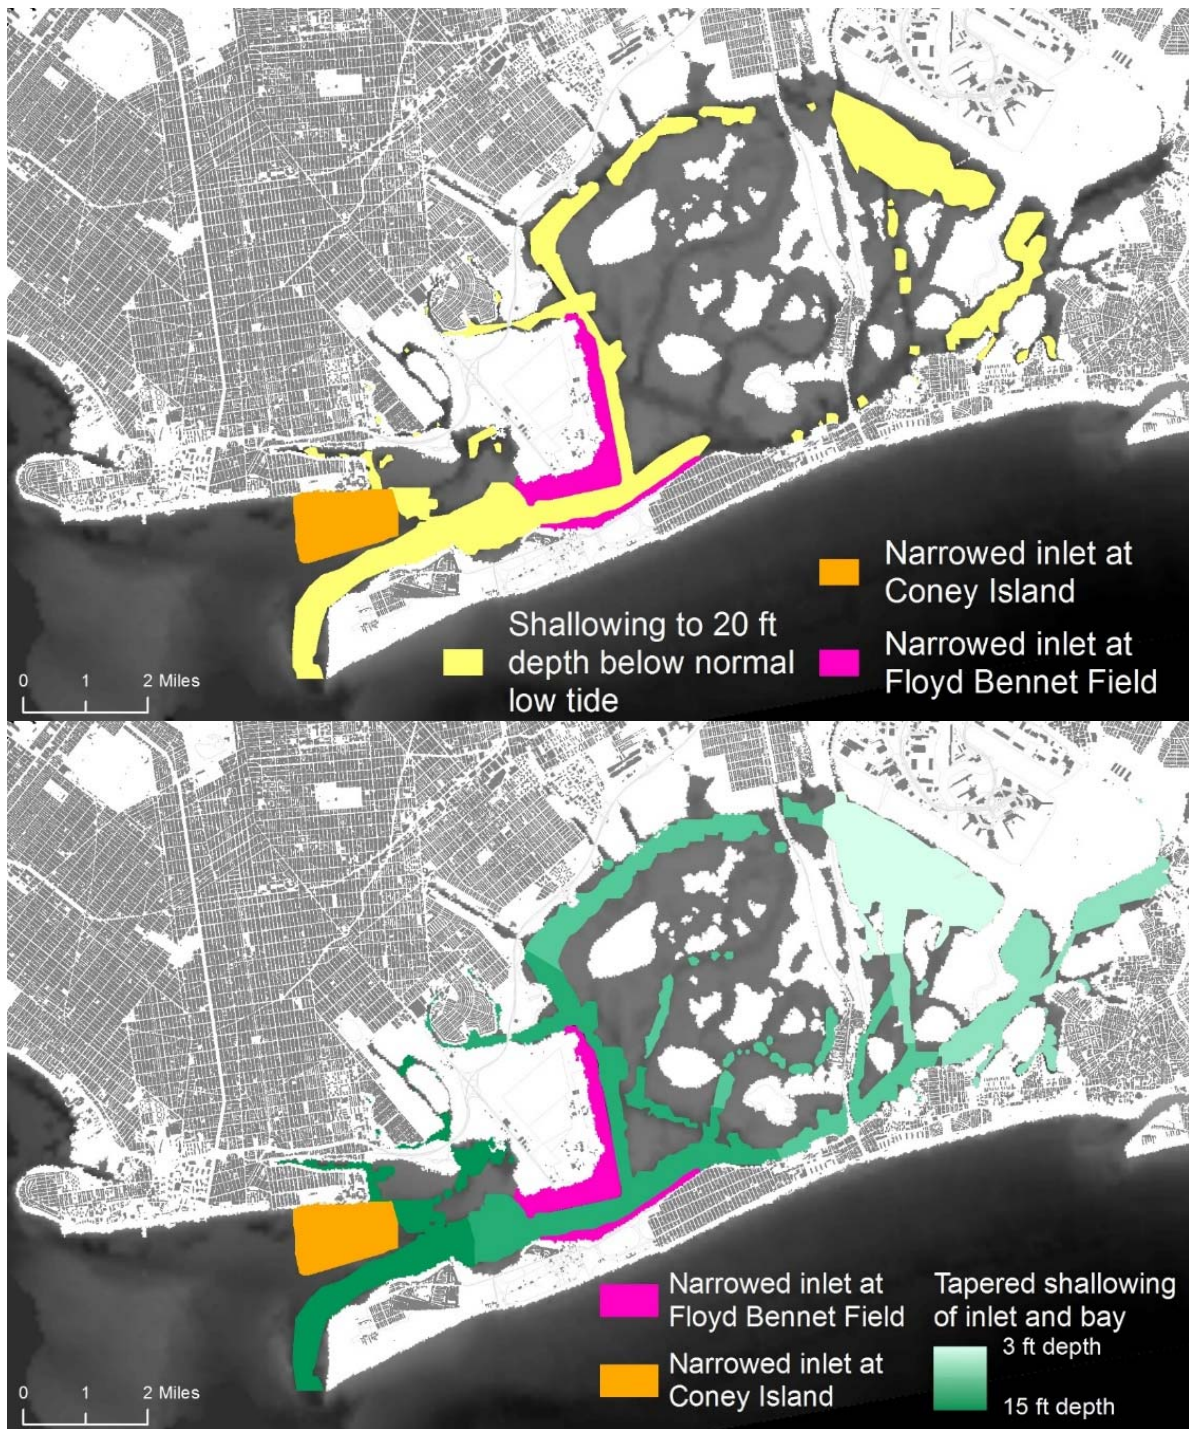 Narrowed inlet at
Coney Island
Shallowing to 20 ft
depth below normal
low tide
Narrowed inlet at
Floyd Bennet Field
0 1 2 Miles
Narrowed inlet at
Floyd Bennet Field
Narrowed inlet at
Coney Island
Tapered shallowing
of inlet and bay
3 ft depth
15 ft depth
0 1 2 Miles